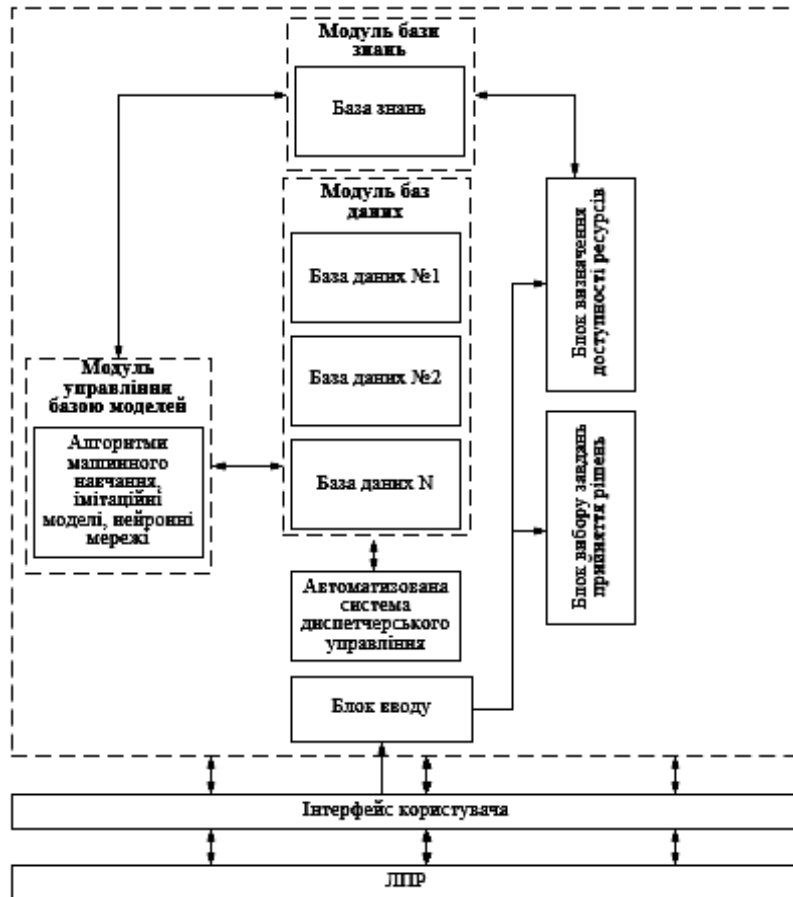 Модуль бази
знань
База знань
Модуль баз
даних
База даних №1
База даних №2
База даних N
Модуль
управління
базою моделей
Алгоритми
машинного
навчання,
імітаційні
моделі, нейронні
мережі
Блок визначення
доступності ресурсів
Блок вибору завдань
прийняття рішень
Автоматизована
система
диспетчерського
управління
Блок вводу
Інтерфейс користувача
ЛПР